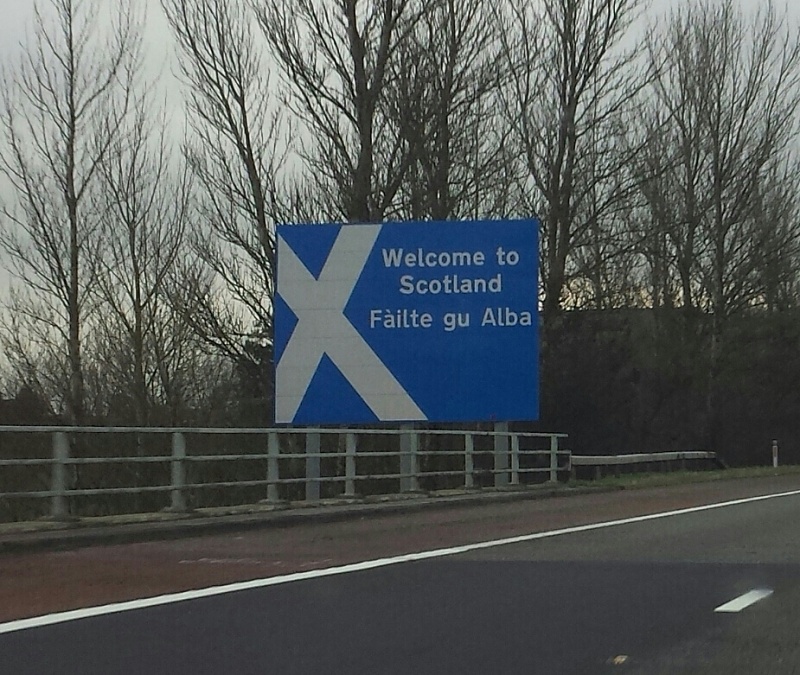 Welcome to
Scotland
Fàilte gu Alba